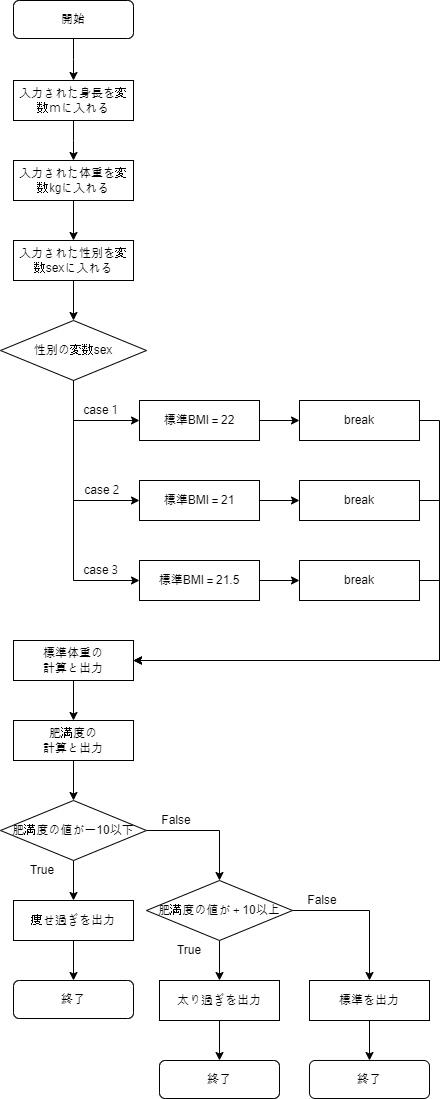 開始
入力された身長を変
数mに入れる
入力された体重を変
数kgに入れる
入力された性別を変
数sexに入れる
性別の変数sex
case 1
標準BMI = 22
break
case 2
標準BMI = 21
break
case 3
標準BMI = 21.5
break
標準体重の
計算と出力
肥満度の
計算と出力
肥満度の値がー10以下
False
True
肥満度の値が + 10以上
False
True
痩せ過ぎを出力
太り過ぎを出力
標準を出力
終了
終了
終了